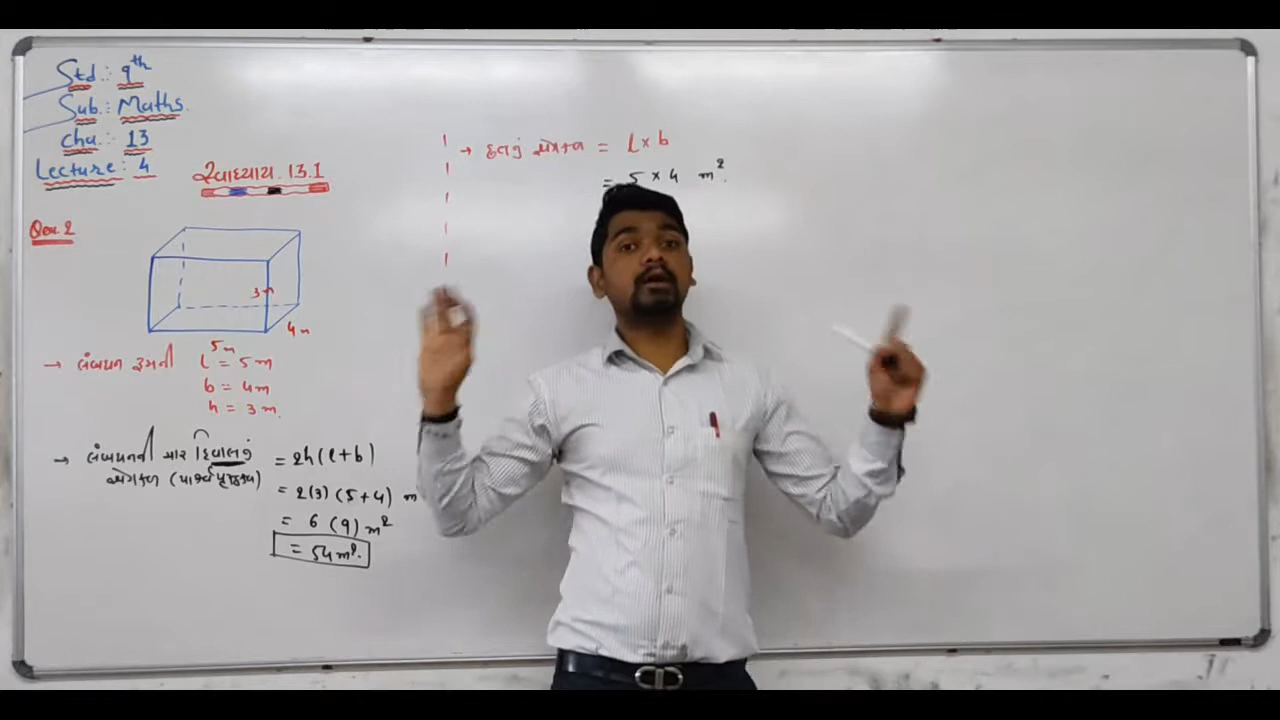 Std : 9th
Sub : Maths.
cha : 13
Lecture : 4
સ્વાધ્યાય. 13.1
Que. 2
3m
4m
5m
→ લંબઘન રૂમની l = 5m
b = 4m
h = 3m.
→ લંબઘનની ચાર દિવાલનું = 2h(l+b)
ક્ષેત્રફળ (પાર્શ્વપૃષ્ઠફળ)
= 2(3) (5+4) m
= 6 (9) m²
= 54m².
→ છતનું ક્ષેત્રફળ = l × b
= 5 × 4 m².